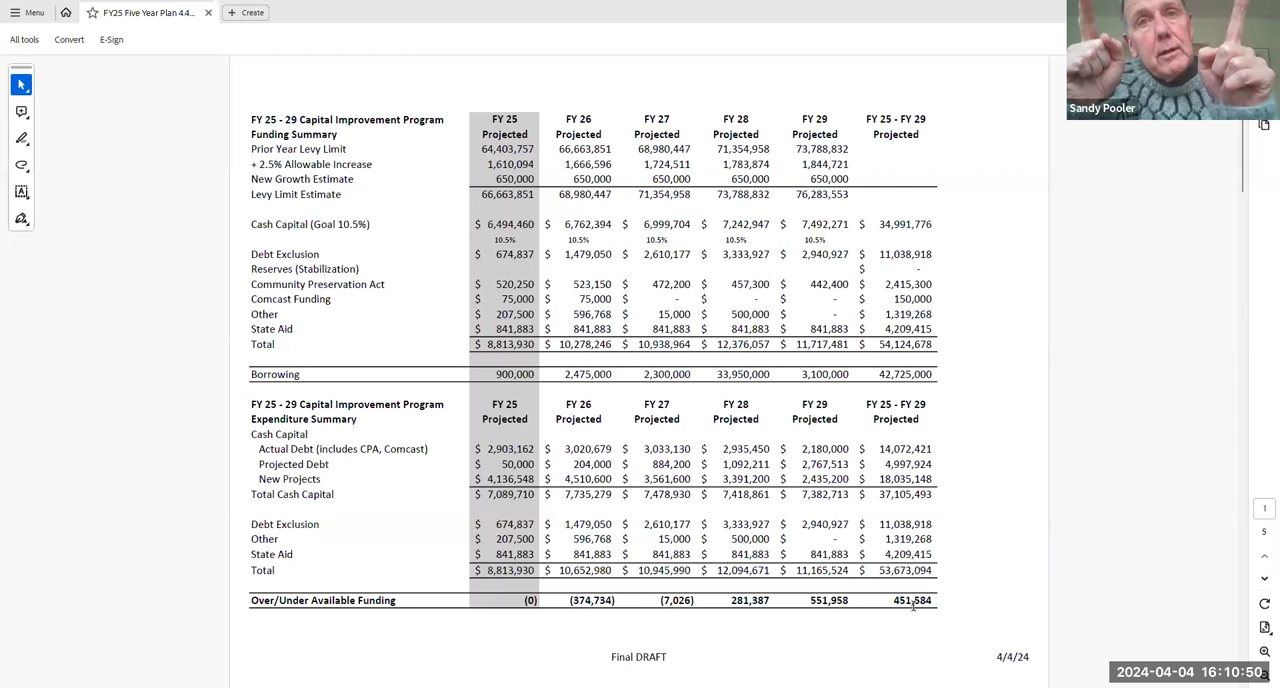 Menu
FY25 Five Year Plan 4.4...
Create
All tools
Convert
E-Sign
Sandy Pooler
FY 25 - 29 Capital Improvement Program FY 25 FY 26 FY 27 FY 28 FY 29 FY 25 - FY 29
Funding Summary Projected Projected Projected Projected Projected Projected
Prior Year Levy Limit 64,403,757 66,663,851 68,980,447 71,354,958 73,788,832
+ 2.5% Allowable Increase 1,610,094 1,666,596 1,724,511 1,783,874 1,844,721
New Growth Estimate 650,000 650,000 650,000 650,000 650,000
Levy Limit Estimate 66,663,851 68,980,447 71,354,958 73,788,832 76,283,553
Cash Capital (Goal 10.5%) $ 6,494,460 $ 6,762,394 $ 6,999,704 $ 7,242,947 $ 7,492,271 $ 34,991,776
10.5% 10.5% 10.5% 10.5% 10.5%
Debt Exclusion $ 674,837 $ 1,479,050 $ 2,610,177 $ 3,333,927 $ 2,940,927 $ 11,038,918
Reserves (Stabilization) $ -
Community Preservation Act $ 520,250 $ 523,150 $ 472,200 $ 457,300 $ 442,400 $ 2,415,300
Comcast Funding $ 75,000 $ 75,000 $ - $ - $ - $ 150,000
Other $ 207,500 $ 596,768 $ 15,000 $ 500,000 $ - $ 1,319,268
State Aid $ 841,883 $ 841,883 $ 841,883 $ 841,883 $ 841,883 $ 4,209,415
Total $ 8,813,930 $ 10,278,246 $ 10,938,964 $ 12,376,057 $ 11,717,481 $ 54,124,678
Borrowing 900,000 2,475,000 2,300,000 33,950,000 3,100,000 42,725,000
FY 25 - 29 Capital Improvement Program FY 25 FY 26 FY 27 FY 28 FY 29 FY 25 - FY 29
Expenditure Summary Projected Projected Projected Projected Projected Projected
Cash Capital
Actual Debt (includes CPA, Comcast) $ 2,903,162 $ 3,020,679 $ 3,033,130 $ 2,935,450 $ 2,180,000 $ 14,072,421
Projected Debt $ 50,000 $ 204,000 $ 884,200 $ 1,092,211 $ 2,767,513 $ 4,997,924
New Projects $ 4,136,548 $ 4,510,600 $ 3,561,600 $ 3,391,200 $ 2,435,200 $ 18,035,148
Total Cash Capital $ 7,089,710 $ 7,735,279 $ 7,478,930 $ 7,418,861 $ 7,382,713 $ 37,105,493
Debt Exclusion $ 674,837 $ 1,479,050 $ 2,610,177 $ 3,333,927 $ 2,940,927 $ 11,038,918
Other $ 207,500 $ 596,768 $ 15,000 $ 500,000 $ - $ 1,319,268
State Aid $ 841,883 $ 841,883 $ 841,883 $ 841,883 $ 841,883 $ 4,209,415
Total $ 8,813,930 $ 10,652,980 $ 10,945,990 $ 12,094,671 $ 11,165,524 $ 53,673,094
Over/Under Available Funding (0) (374,734) (7,026) 281,387 551,958 451,584
Final DRAFT 4/4/24
1
5
2024-04-04 16:10:50